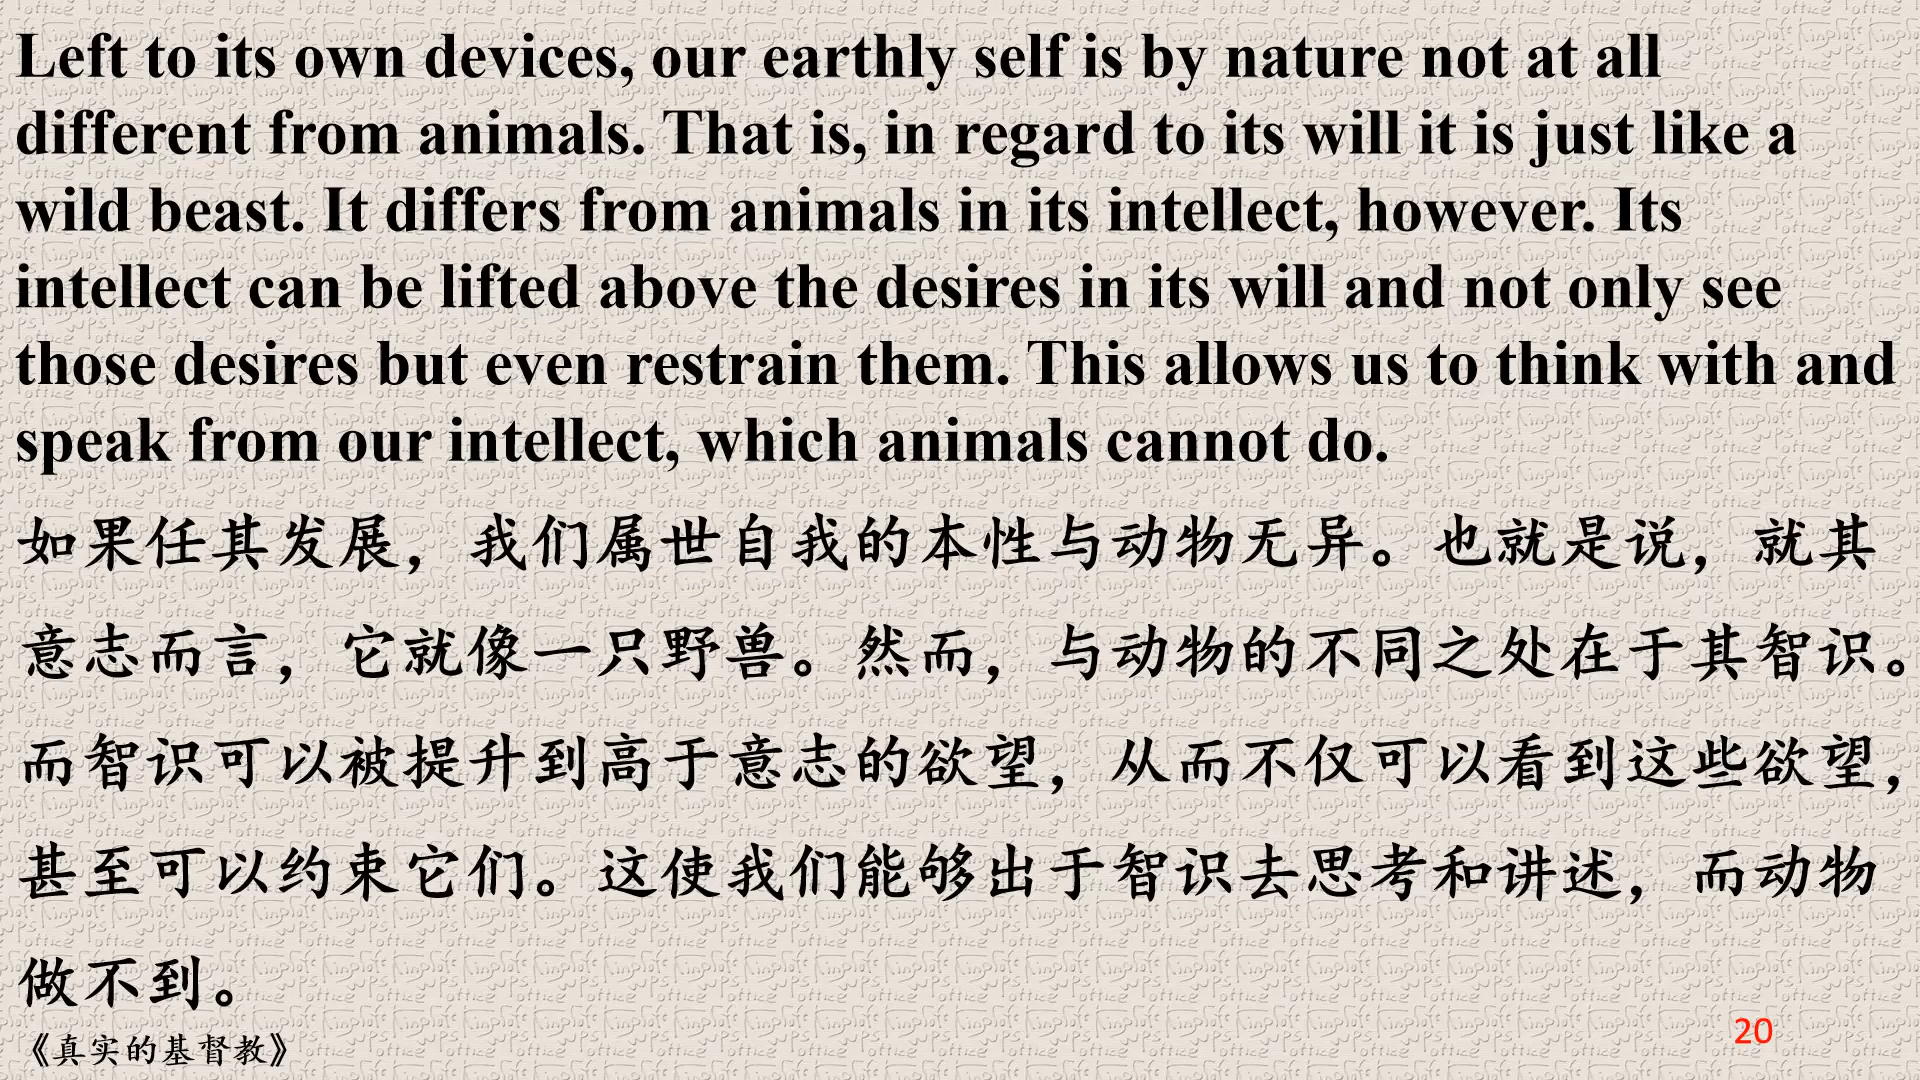 Left to its own devices, our earthly self is by nature not at all
different from animals. That is, in regard to its will it is just like a
wild beast. It differs from animals in its intellect, however. Its
intellect can be lifted above the desires in its will and not only see
those desires but even restrain them. This allows us to think with and
speak from our intellect, which animals cannot do.
如果任其发展，我们属世自我的本性与动物无异。也就是说，就其
意志而言，它就像一只野兽。然而，与动物的不同之处在于其智识。
而智识可以被提升到高于意志的欲望，从而不仅可以看到这些欲望，
甚至可以约束它们。这使我们能够出于智识去思考和讲述，而动物
做不到。
《真实的基督教》
20